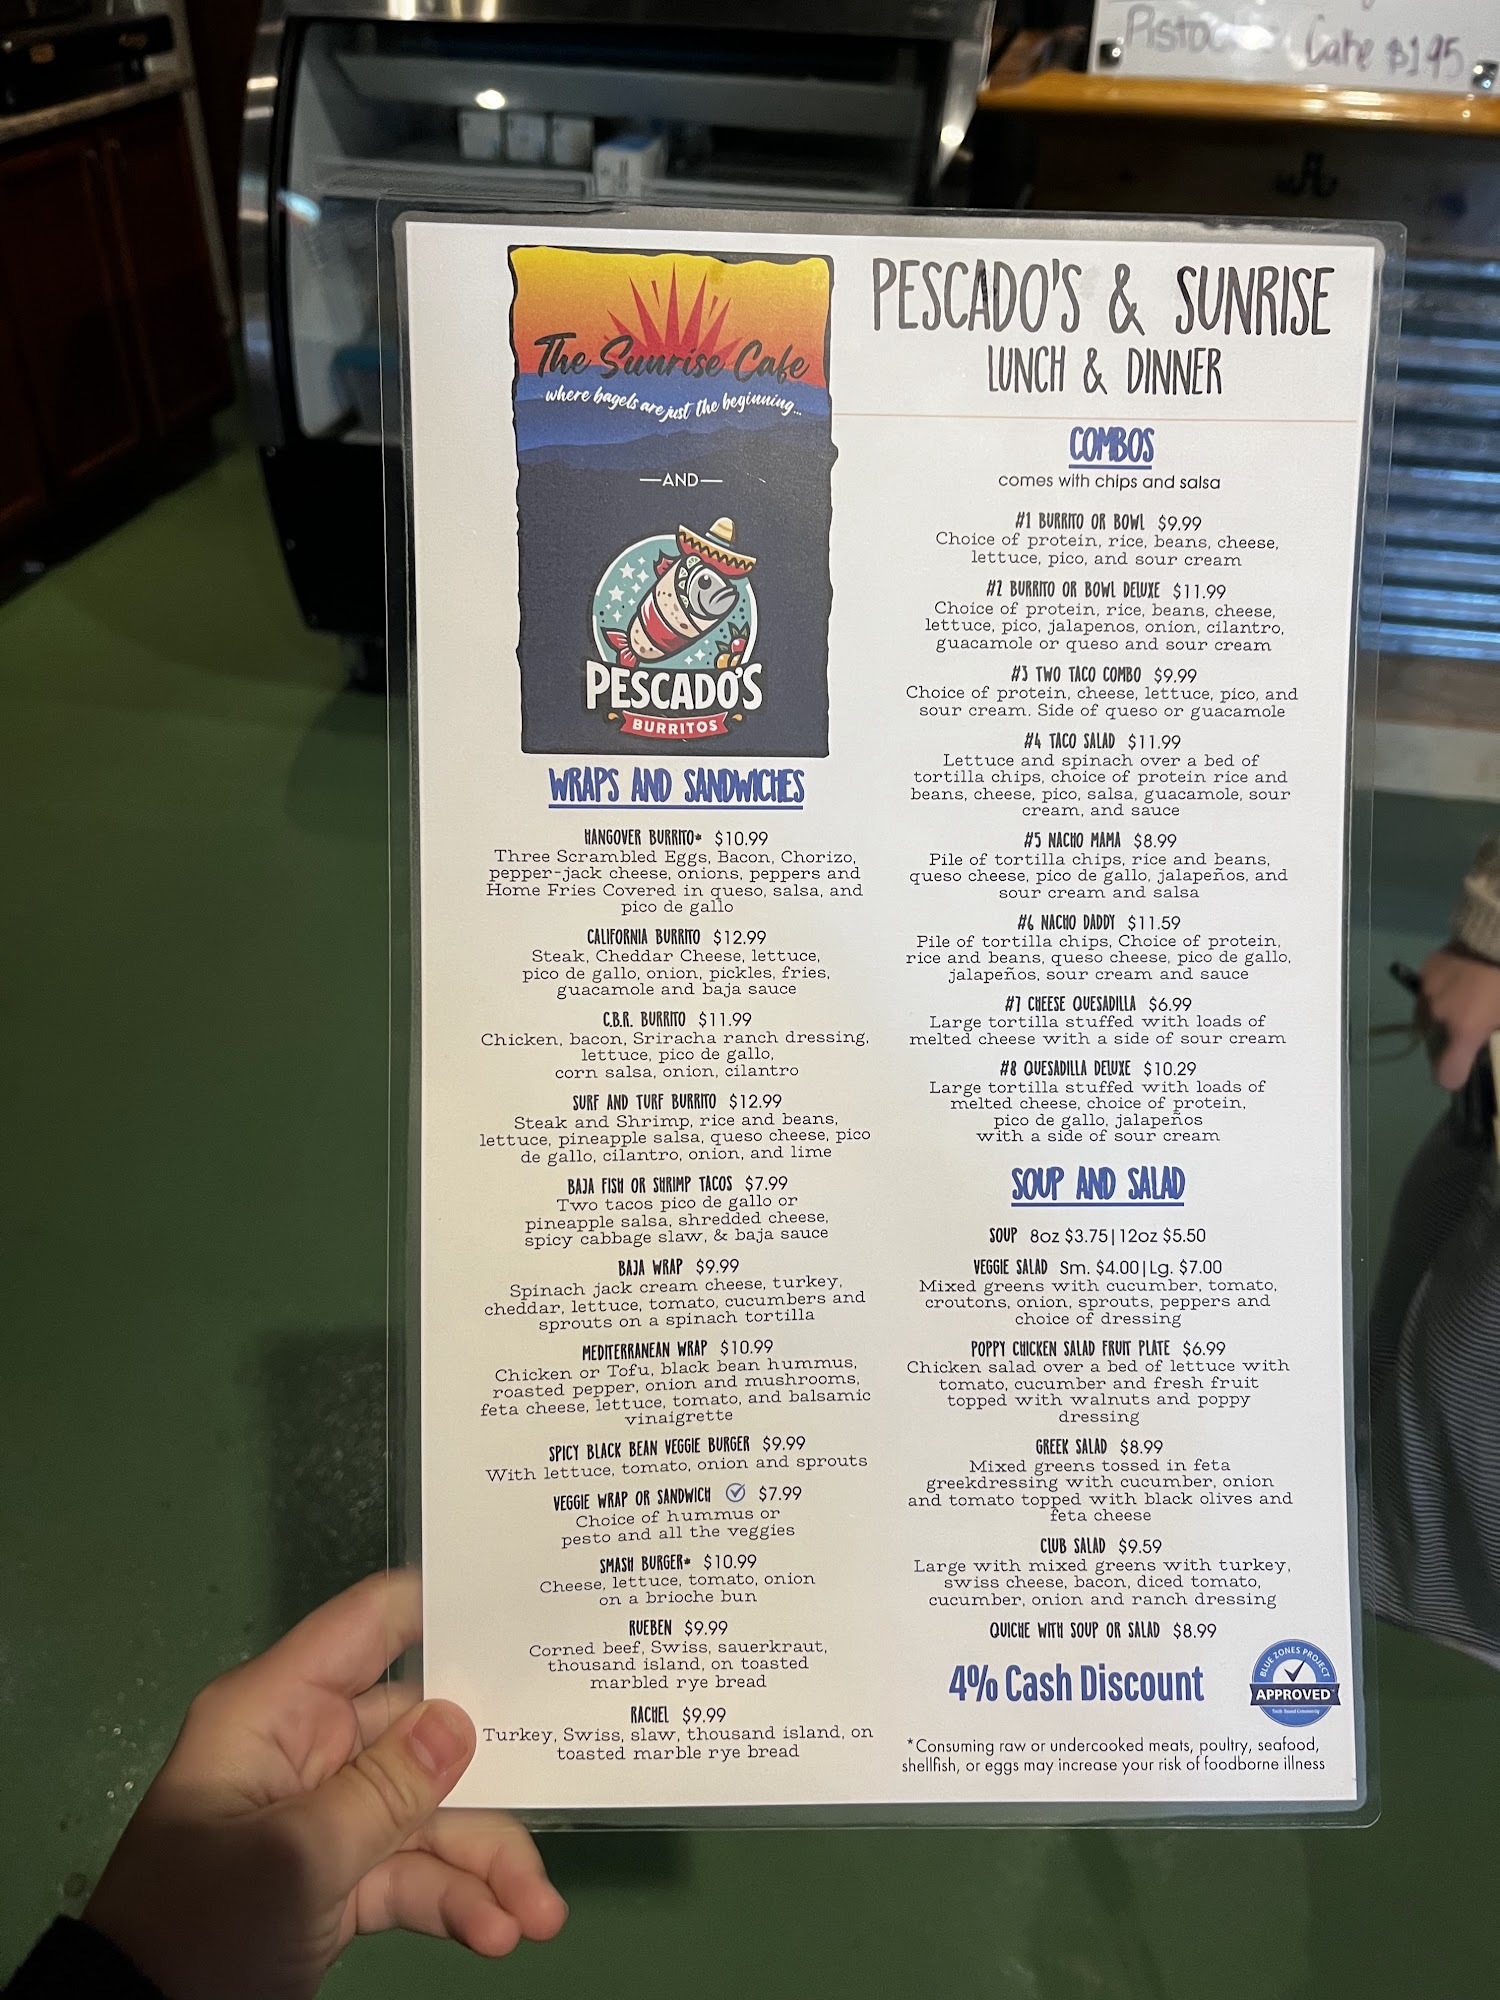 Cake $1.95
The Sunrise Cafe
where bagels are just the beginning...
—AND—
PESCADO'S
BURRITOS
PESCADO'S & SUNRISE
LUNCH & DINNER
WRAPS AND SANDWICHES
HANGOVER BURRITO* $10.99
Three Scrambled Eggs, Bacon, Chorizo,
pepper-jack cheese, onions, peppers and
Home Fries Covered in queso, salsa, and
pico de gallo
CALIFORNIA BURRITO $12.99
Steak, Cheddar Cheese, lettuce,
pico de gallo, onion, pickles, fries,
guacamole and baja sauce
C.B.R. BURRITO $11.99
Chicken, bacon, Sriracha ranch dressing,
lettuce, pico de gallo,
corn salsa, onion, cilantro
SURF AND TURF BURRITO $12.99
Steak and Shrimp, rice and beans,
lettuce, pineapple salsa, queso cheese, pico
de gallo, cilantro, onion, and lime
BAJA FISH OR SHRIMP TACOS $7.99
Two tacos pico de gallo or
pineapple salsa, shredded cheese,
spicy cabbage slaw, & baja sauce
BAJA WRAP $9.99
Spinach jack cream cheese, turkey,
cheddar, lettuce, tomato, cucumbers and
sprouts on a spinach tortilla
MEDITERRANEAN WRAP $10.99
Chicken or Tofu, black bean hummus,
roasted pepper, onion and mushrooms,
feta cheese, lettuce, tomato, and balsamic
vinaigrette
SPICY BLACK BEAN VEGGIE BURGER $9.99
With lettuce, tomato, onion and sprouts
VEGGIE WRAP OR SANDWICH $7.99
Choice of hummus or
pesto and all the veggies
SMASH BURGER* $10.99
Cheese, lettuce, tomato, onion
on a brioche bun
RUEBEN $9.99
Corned beef, Swiss, sauerkraut,
thousand island, on toasted
marbled rye bread
RACHEL $9.99
Turkey, Swiss, slaw, thousand island, on
toasted marble rye bread
COMBOS
comes with chips and salsa
#1 BURRITO OR BOWL $9.99
Choice of protein, rice, beans, cheese,
lettuce, pico, and sour cream
#2 BURRITO OR BOWL DELUXE $11.99
Choice of protein, rice, beans, cheese,
lettuce, pico, jalapenos, onion, cilantro,
guacamole or queso and sour cream
#3 TWO TACO COMBO $9.99
Choice of protein, cheese, lettuce, pico, and
sour cream. Side of queso or guacamole
#4 TACO SALAD $11.99
Lettuce and spinach over a bed of
tortilla chips, choice of protein rice and
beans, cheese, pico, salsa, guacamole, sour
cream, and sauce
#5 NACHO MAMA $8.99
Pile of tortilla chips, rice and beans,
queso cheese, pico de gallo, jalapeños, and
sour cream and salsa
#6 NACHO DADDY $11.59
Pile of tortilla chips, Choice of protein,
rice and beans, queso cheese, pico de gallo,
jalapeños, sour cream and sauce
#7 CHEESE QUESADILLA $6.99
Large tortilla stuffed with loads of
melted cheese with a side of sour cream
#8 QUESADILLA DELUXE $10.29
Large tortilla stuffed with loads of
melted cheese, choice of protein,
pico de gallo, jalapeños
with a side of sour cream
SOUP AND SALAD
SOUP 8oz $3.75|12oz $5.50
VEGGIE SALAD Sm. $4.00|Lg. $7.00
Mixed greens with cucumber, tomato,
croutons, onion, sprouts, peppers and
choice of dressing
POPPY CHICKEN SALAD FRUIT PLATE $6.99
Chicken salad over a bed of lettuce with
tomato, cucumber and fresh fruit
topped with walnuts and poppy
dressing
GREEK SALAD $8.99
Mixed greens tossed in feta
greekdressing with cucumber, onion
and tomato topped with black olives and
feta cheese
CLUB SALAD $9.59
Large with mixed greens with turkey,
swiss cheese, bacon, diced tomato,
cucumber, onion and ranch dressing
QUICHE WITH SOUP OR SALAD $8.99
4% Cash Discount
BLUE ZONES PROJECT
APPROVED
*Consuming raw or undercooked meats, poultry, seafood,
shellfish, or eggs may increase your risk of foodborne illness